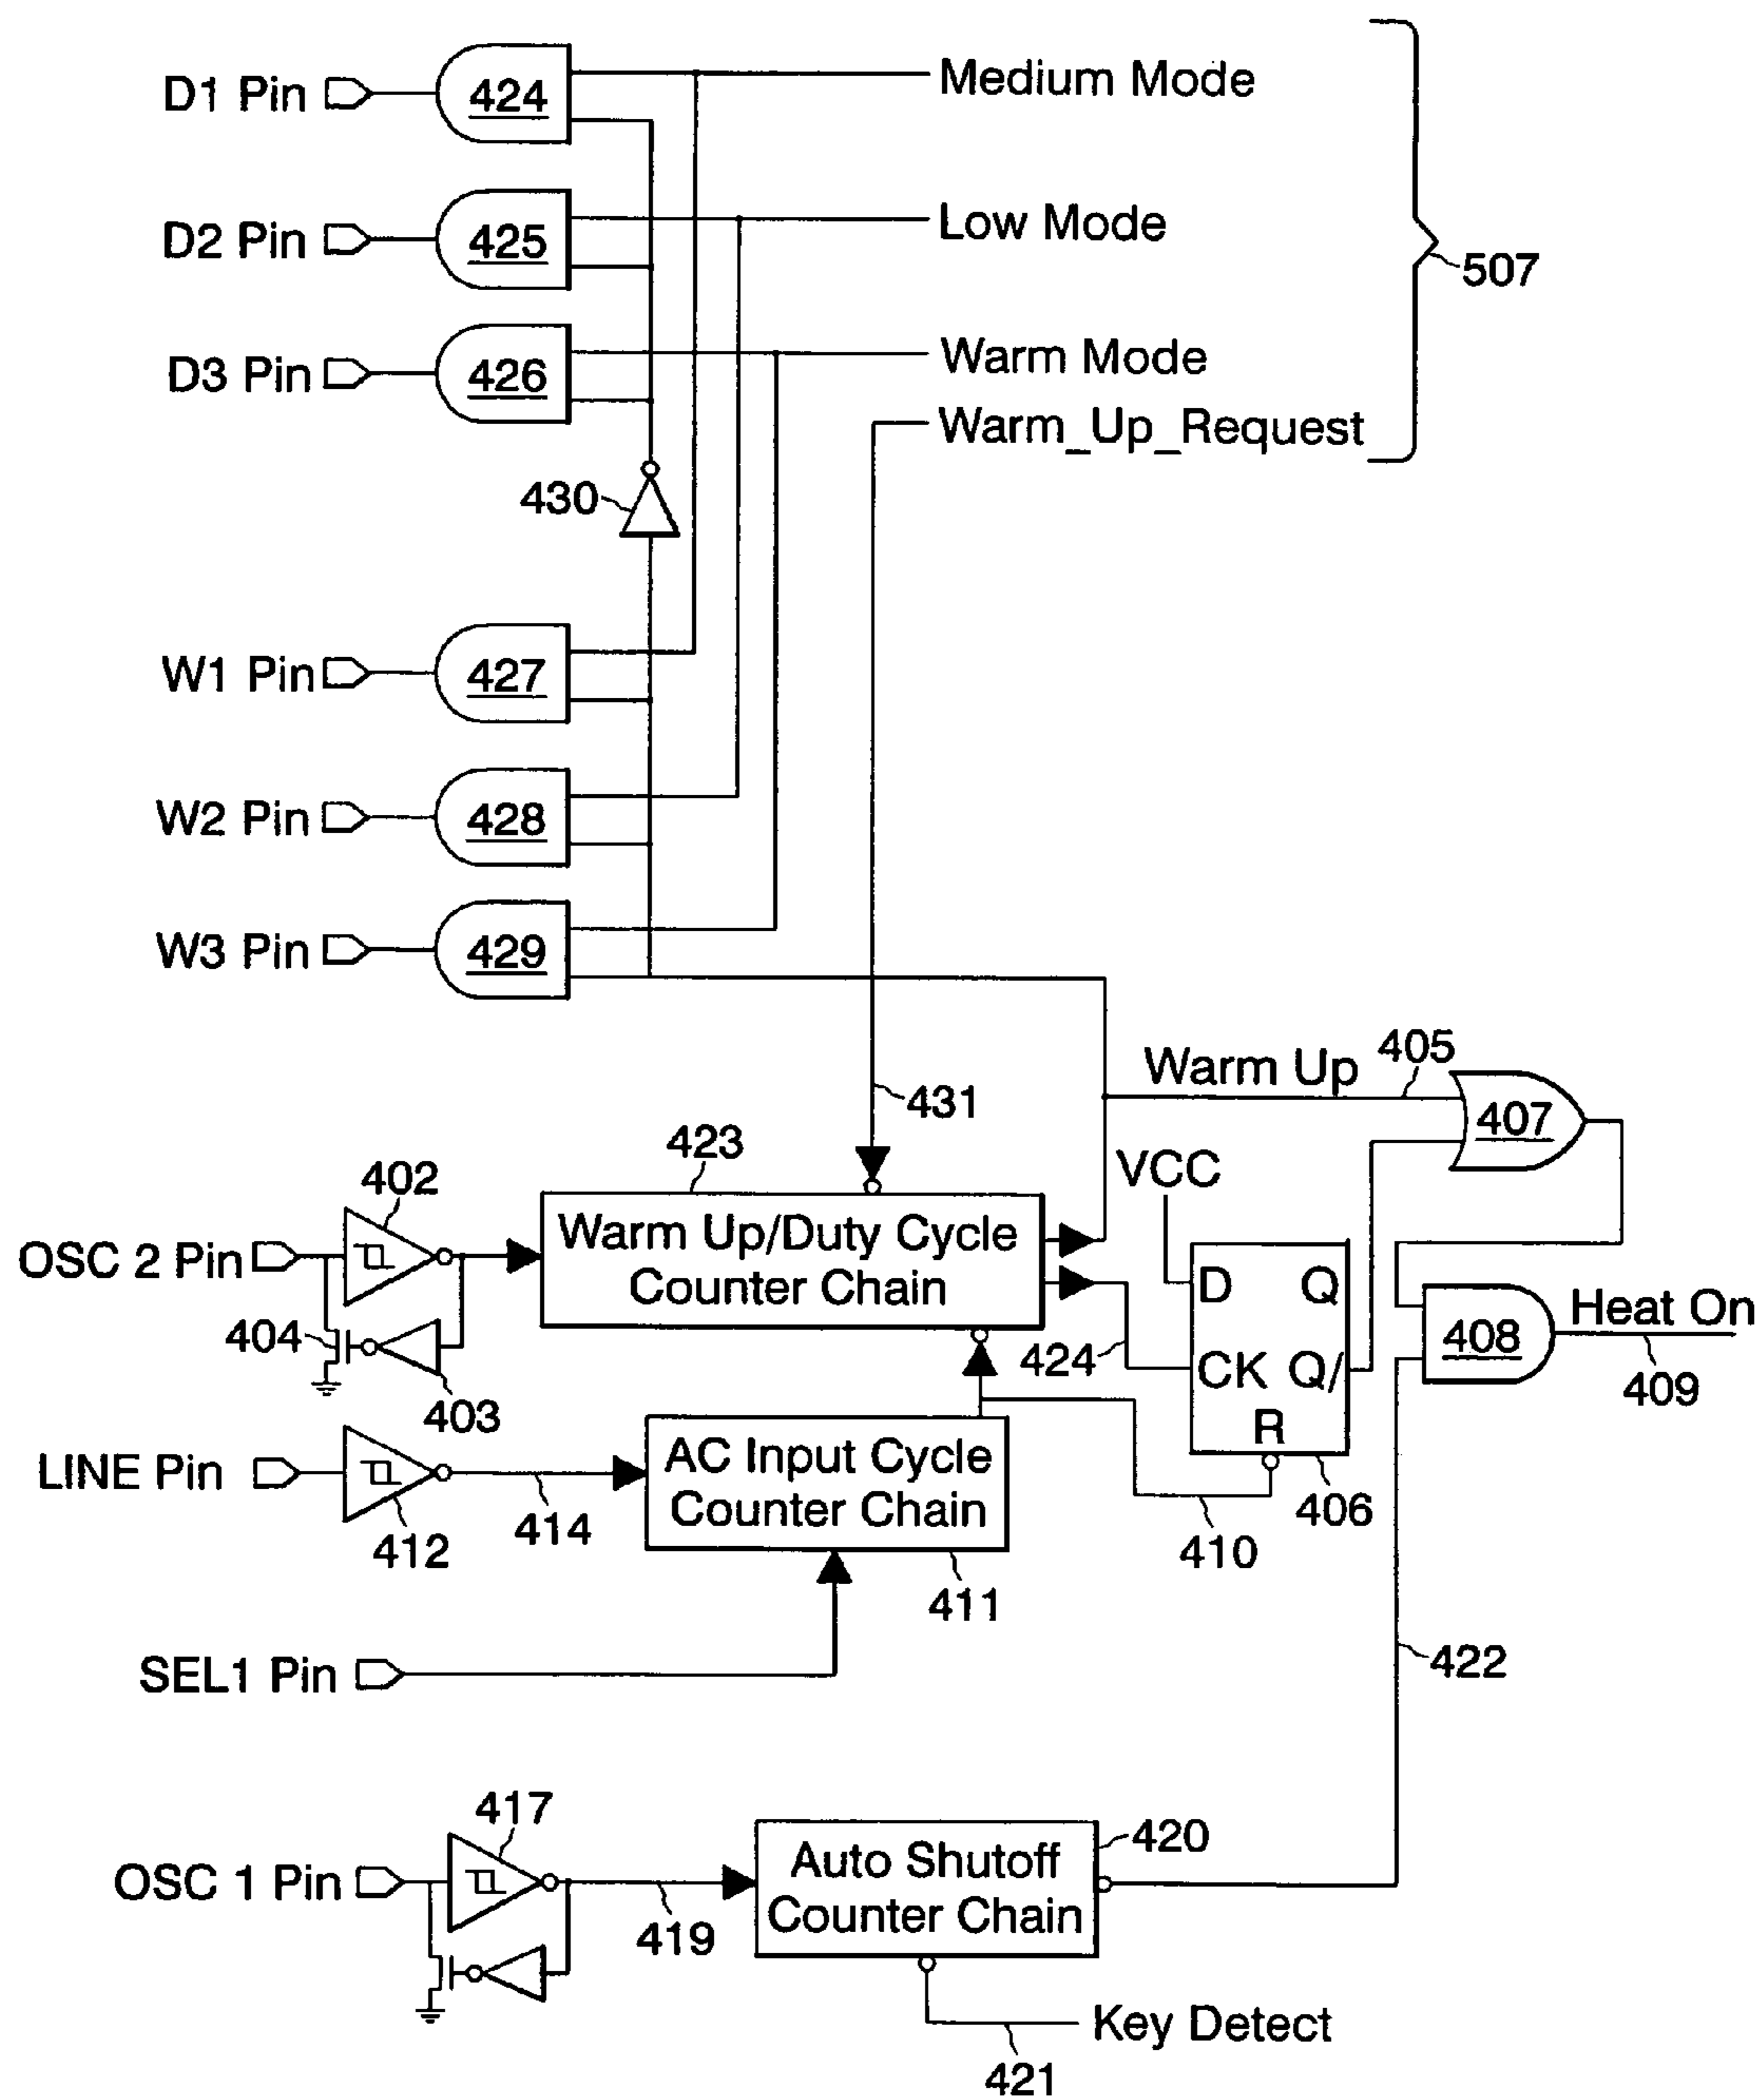 D1 Pin
424
Medium Mode
D2 Pin
425
Low Mode
507
D3 Pin
426
Warm Mode
Warm_Up_Request
430
W1 Pin
427
W2 Pin
428
W3 Pin
429
Warm Up
405
431
407
423
VCC
402
OSC 2 Pin
Warm Up/Duty Cycle
Counter Chain
D
Q
Heat On
404
424
CK
Q/
408
403
R
409
LINE Pin
AC Input Cycle
Counter Chain
414
406
412
410
411
SEL1 Pin
422
417
OSC 1 Pin
Auto Shutoff
Counter Chain
420
419
Key Detect
421